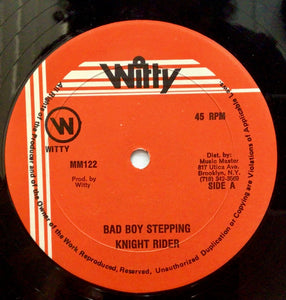 Witty
W
WITTY
45 RPM
MM122
Prod. by
Witty
Dist. by:
Music Master
817 Utica Ave.
Brooklyn, N.Y.
SIDE A
BAD BOY STEPPING
KNIGHT RIDER
All Rights of the Producer and of the Owner of the Work Reproduced, Reserved, Unauthorized Duplication or Copying are Violations of Applicable Laws.